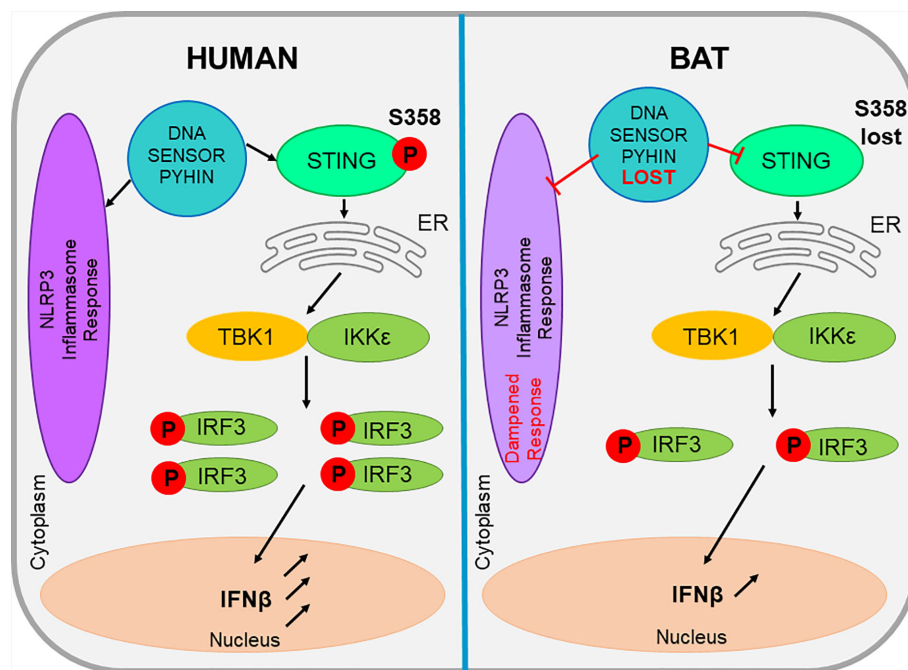 HUMAN
S358
P
DNA
SENSOR
PYHIN
STING
ER
NLRP3
Inflammasome
Response
TBK1
IKKε
P IRF3
P IRF3
P IRF3
P IRF3
Cytoplasm
IFNβ
Nucleus
BAT
S358
lost
DNA
SENSOR
PYHIN
LOST
STING
ER
NLRP3
Inflammasome
Response
Dampened
Response
TBK1
IKKε
P IRF3
P IRF3
Cytoplasm
IFNβ
Nucleus